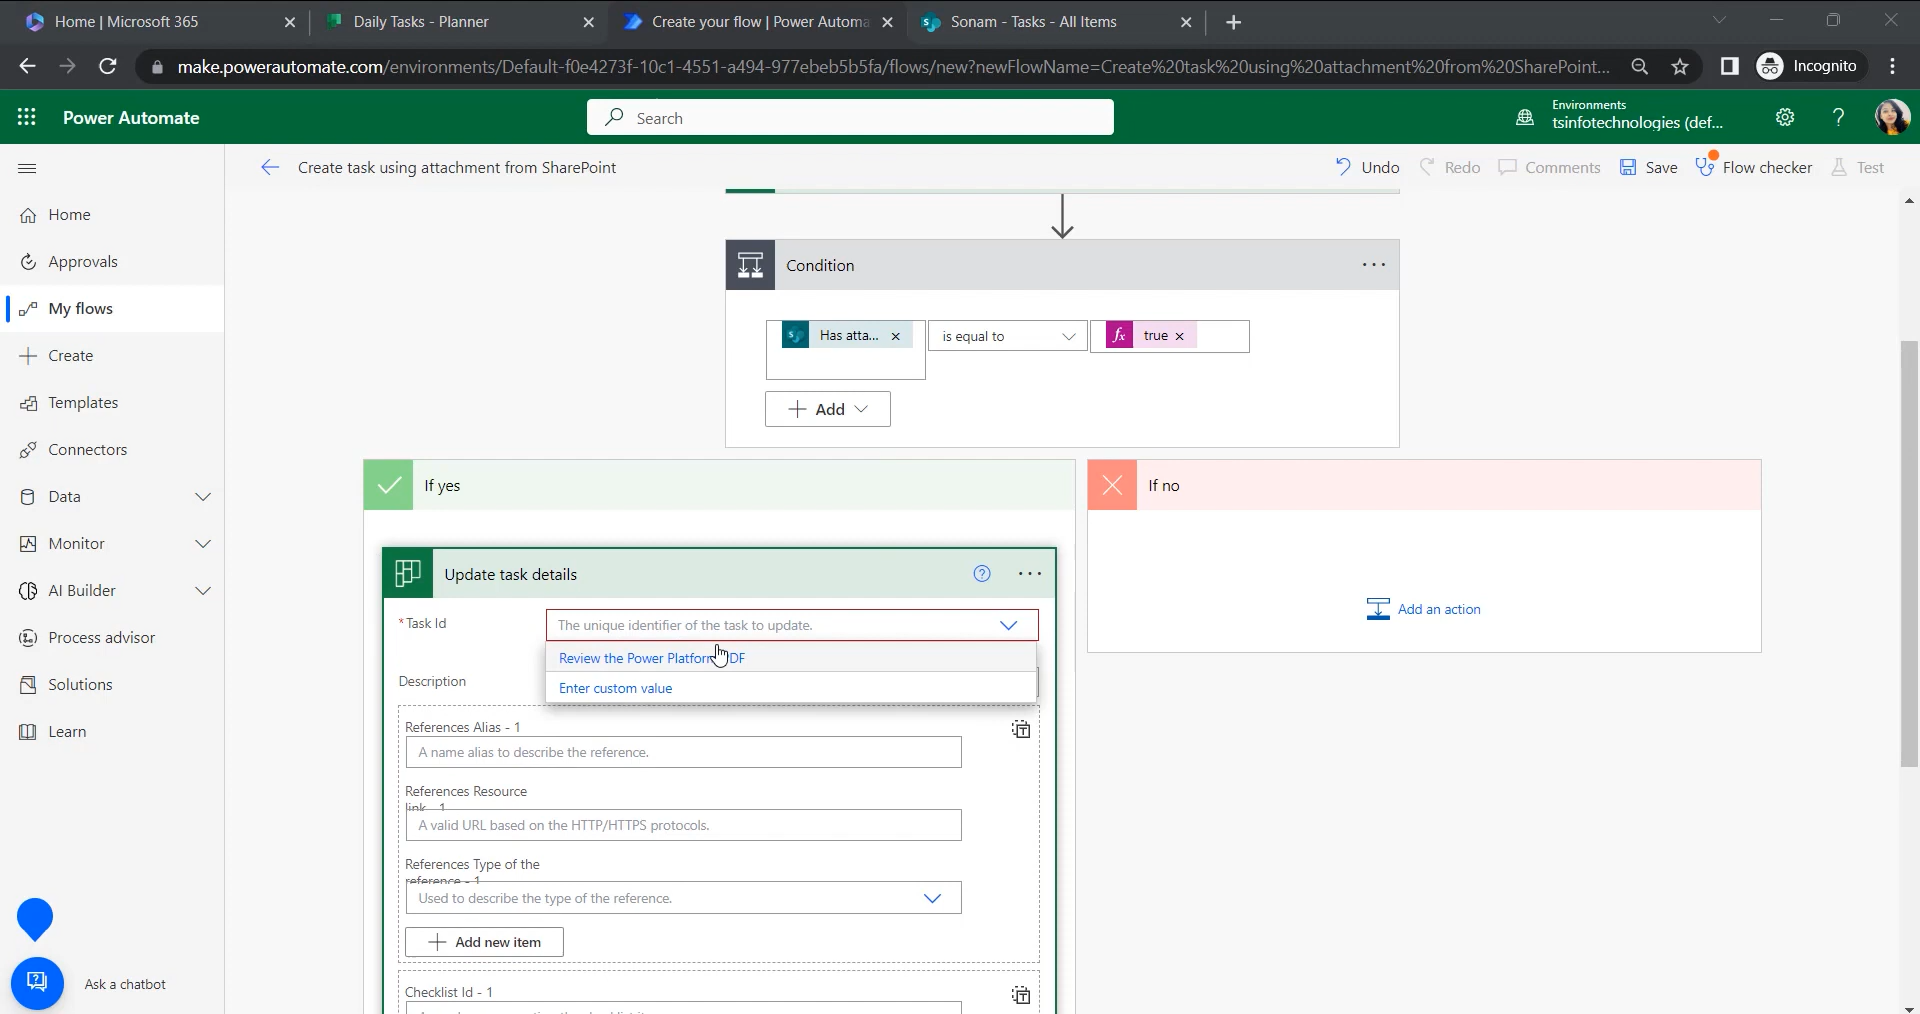 Home | Microsoft 365
Daily Tasks - Planner
Create your flow | Power Automa
Sonam - Tasks - All Items
make.powerautomate.com/environments/Default-f0e4273f-10c1-4551-a494-977ebeb5b5fa/flows/new?newFlowName=Create%20task%20using%20attachment%20from%20SharePoint...
Incognito
Power Automate
Search
Environments
tsinfotechnologies (def...
Create task using attachment from SharePoint
Undo
Redo
Comments
Save
Flow checker
Test
Home
Approvals
My flows
Create
Templates
Connectors
Data
Monitor
AI Builder
Process advisor
Solutions
Learn
Ask a chatbot
Condition
Has atta...
is equal to
fx true
Add
If yes
If no
Add an action
Update task details
* Task Id
The unique identifier of the task to update.
Review the Power Platform DF
Enter custom value
Description
References Alias - 1
A name alias to describe the reference.
References Resource
link - 1
A valid URL based on the HTTP/HTTPS protocols.
References Type of the
reference - 1
Used to describe the type of the reference.
Add new item
Checklist Id - 1